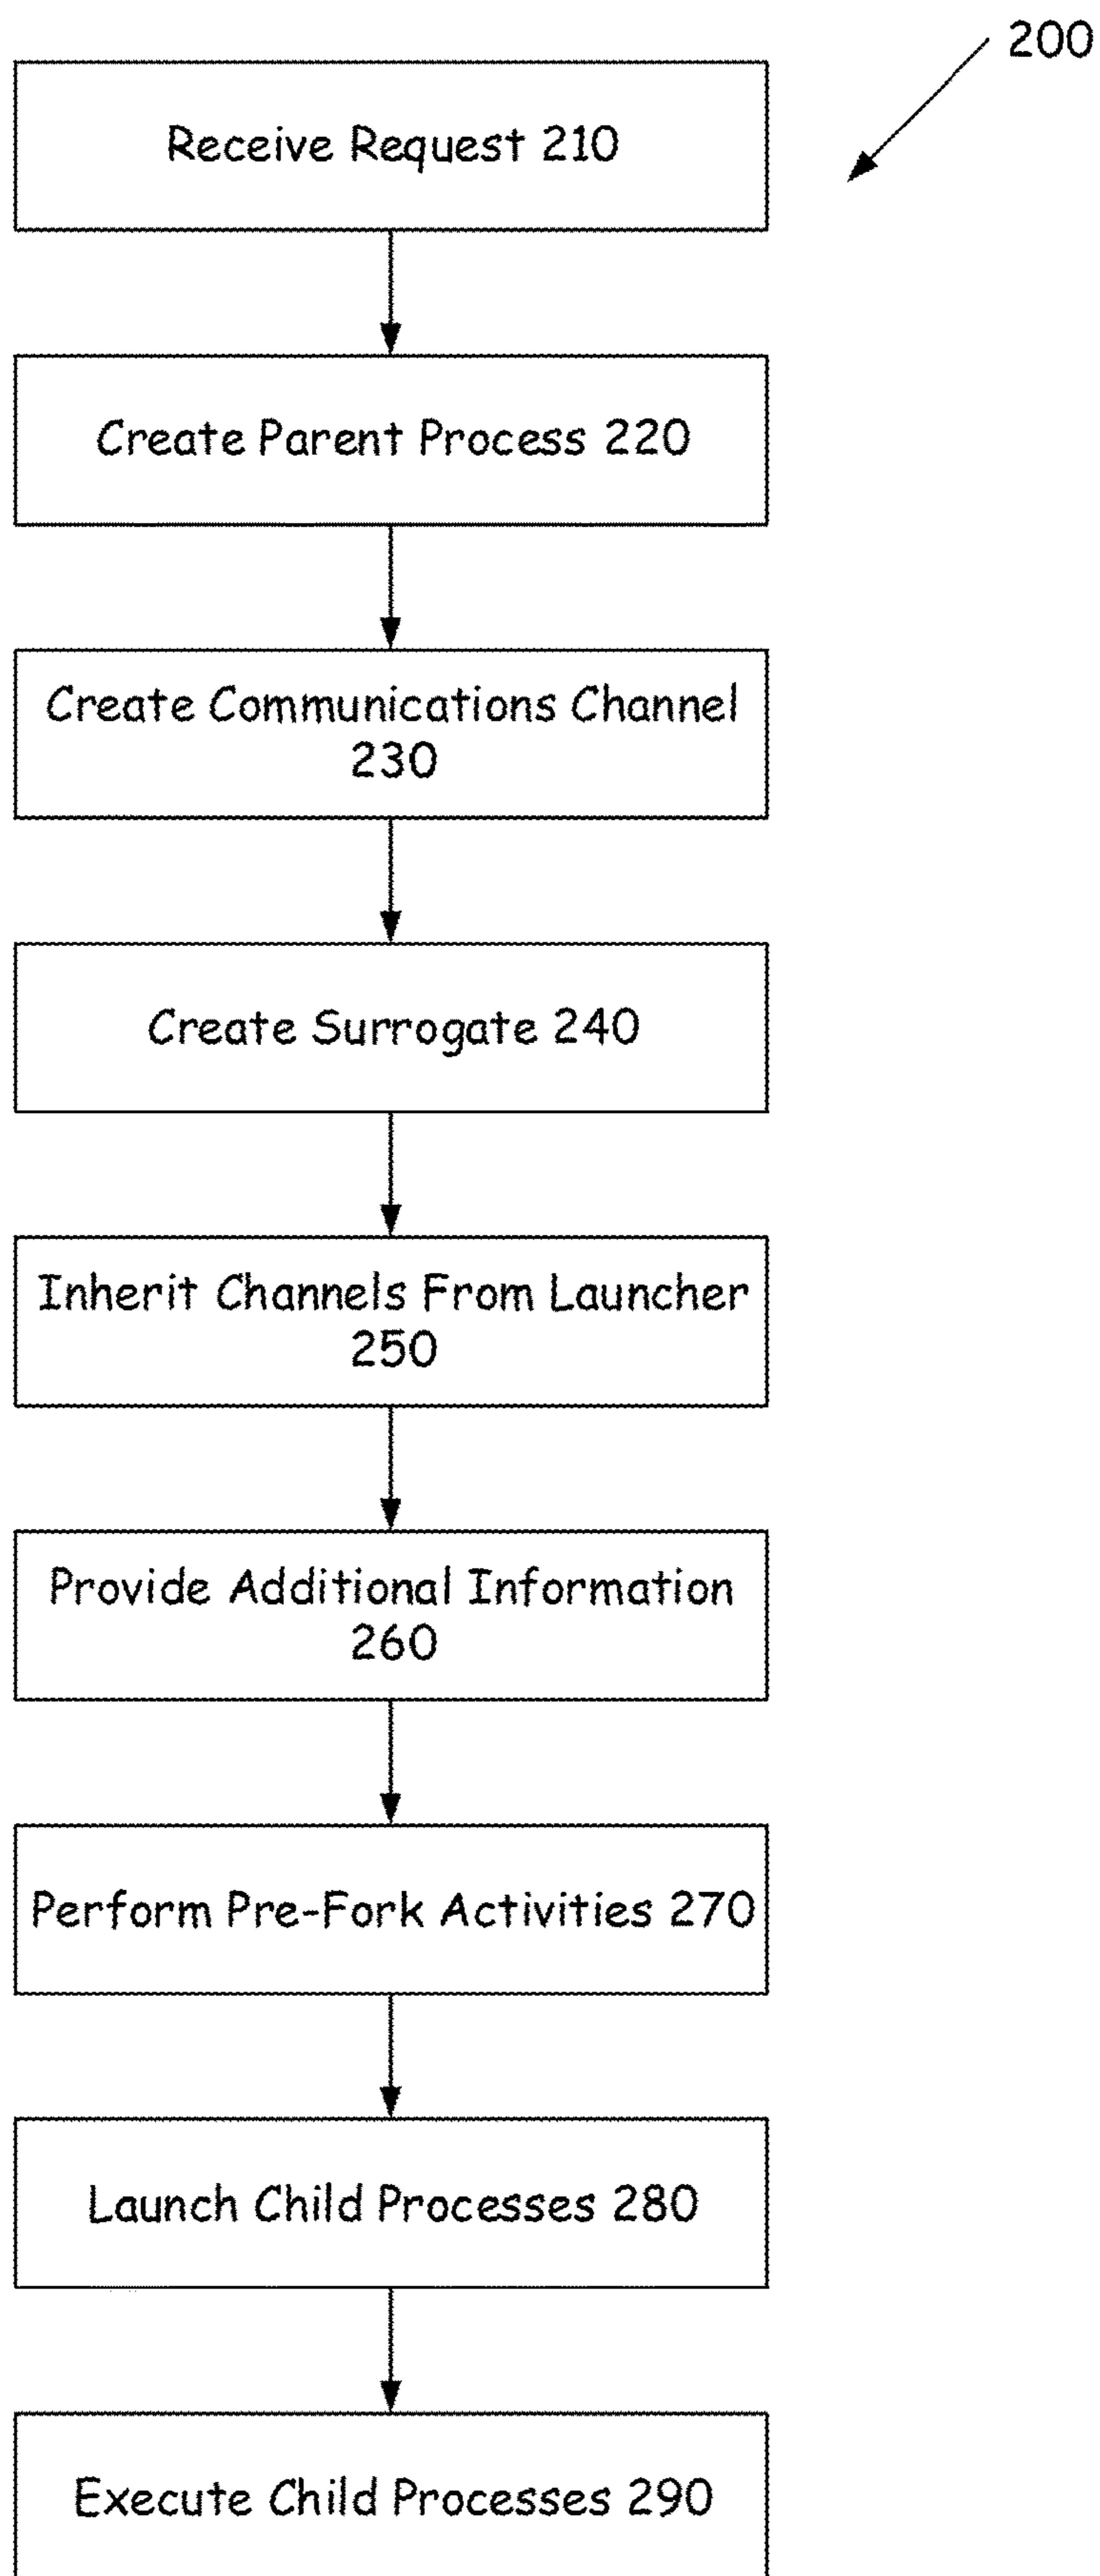 200
Receive Request 210
Create Parent Process 220
Create Communications Channel
230
Create Surrogate 240
Inherit Channels From Launcher
250
Provide Additional Information
260
Perform Pre-Fork Activities 270
Launch Child Processes 280
Execute Child Processes 290